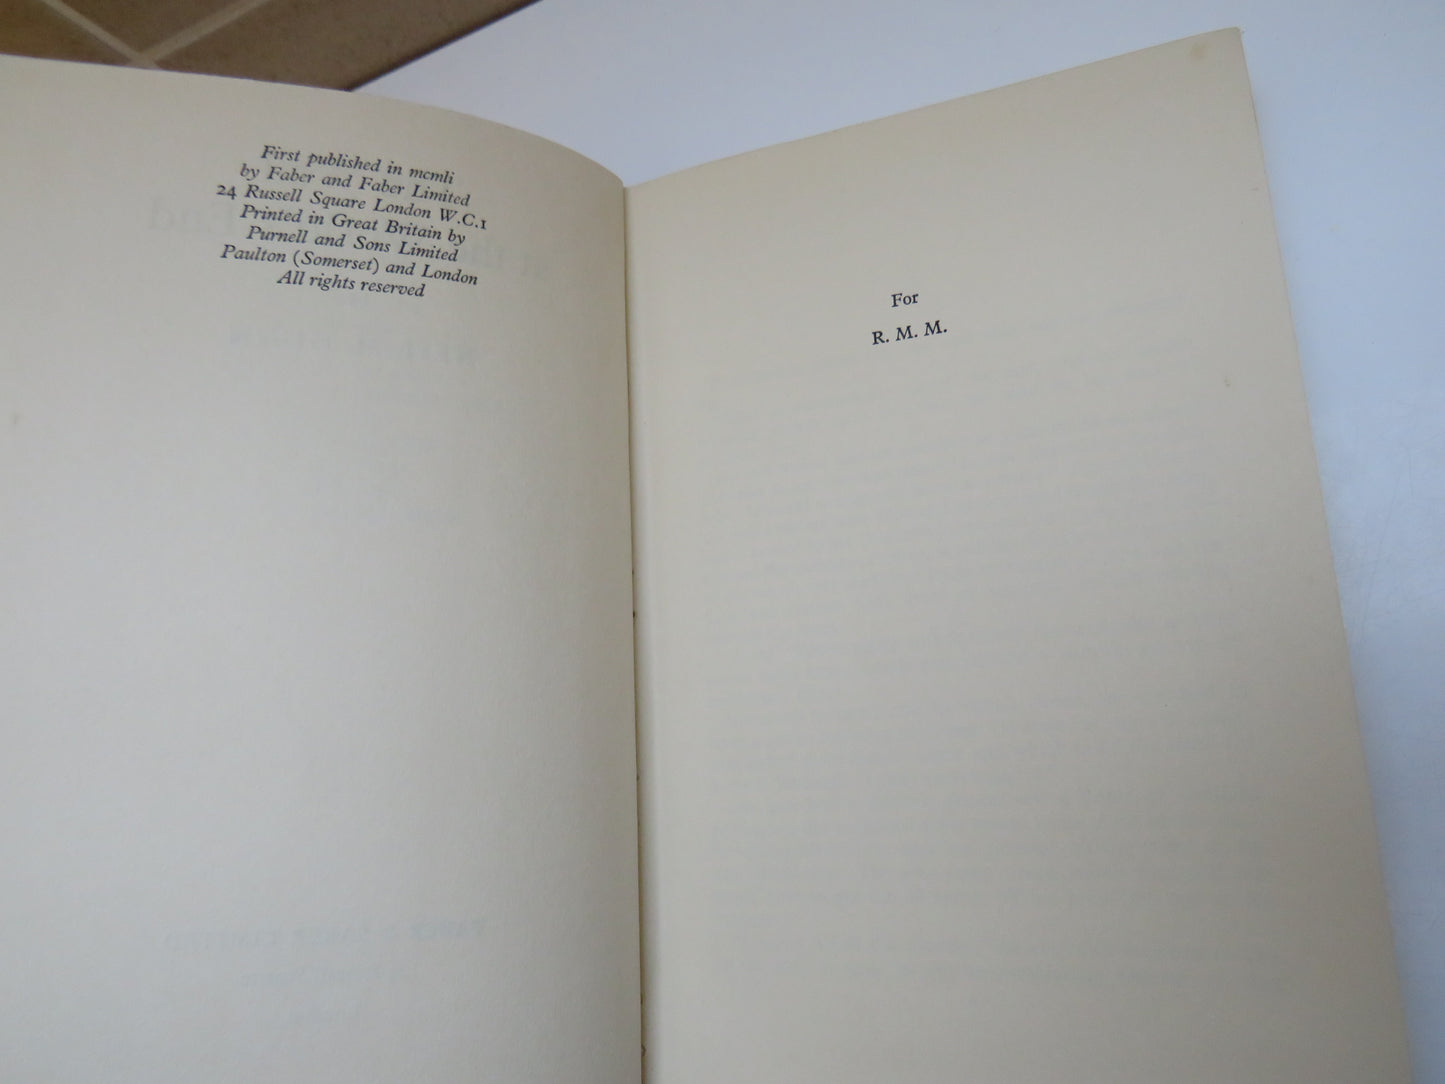 First published in mcmli
by Faber and Faber Limited
24 Russell Square London W.C.1
Printed in Great Britain by
Purnell and Sons Limited
Paulton (Somerset) and London
All rights reserved
For
R. M. M.